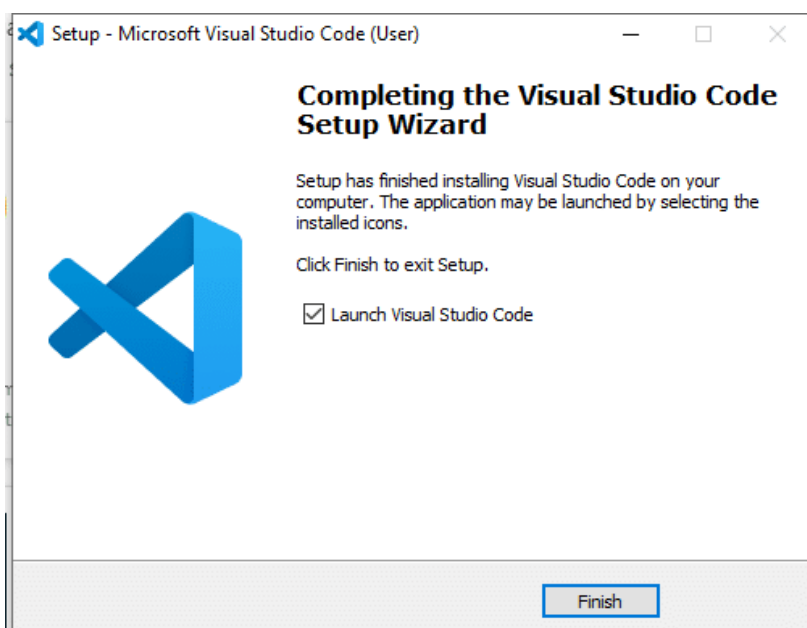 Setup - Microsoft Visual Studio Code (User)
Completing the Visual Studio Code
Setup Wizard
Setup has finished installing Visual Studio Code on your
computer. The application may be launched by selecting the
installed icons.
Click Finish to exit Setup.
Launch Visual Studio Code
Finish